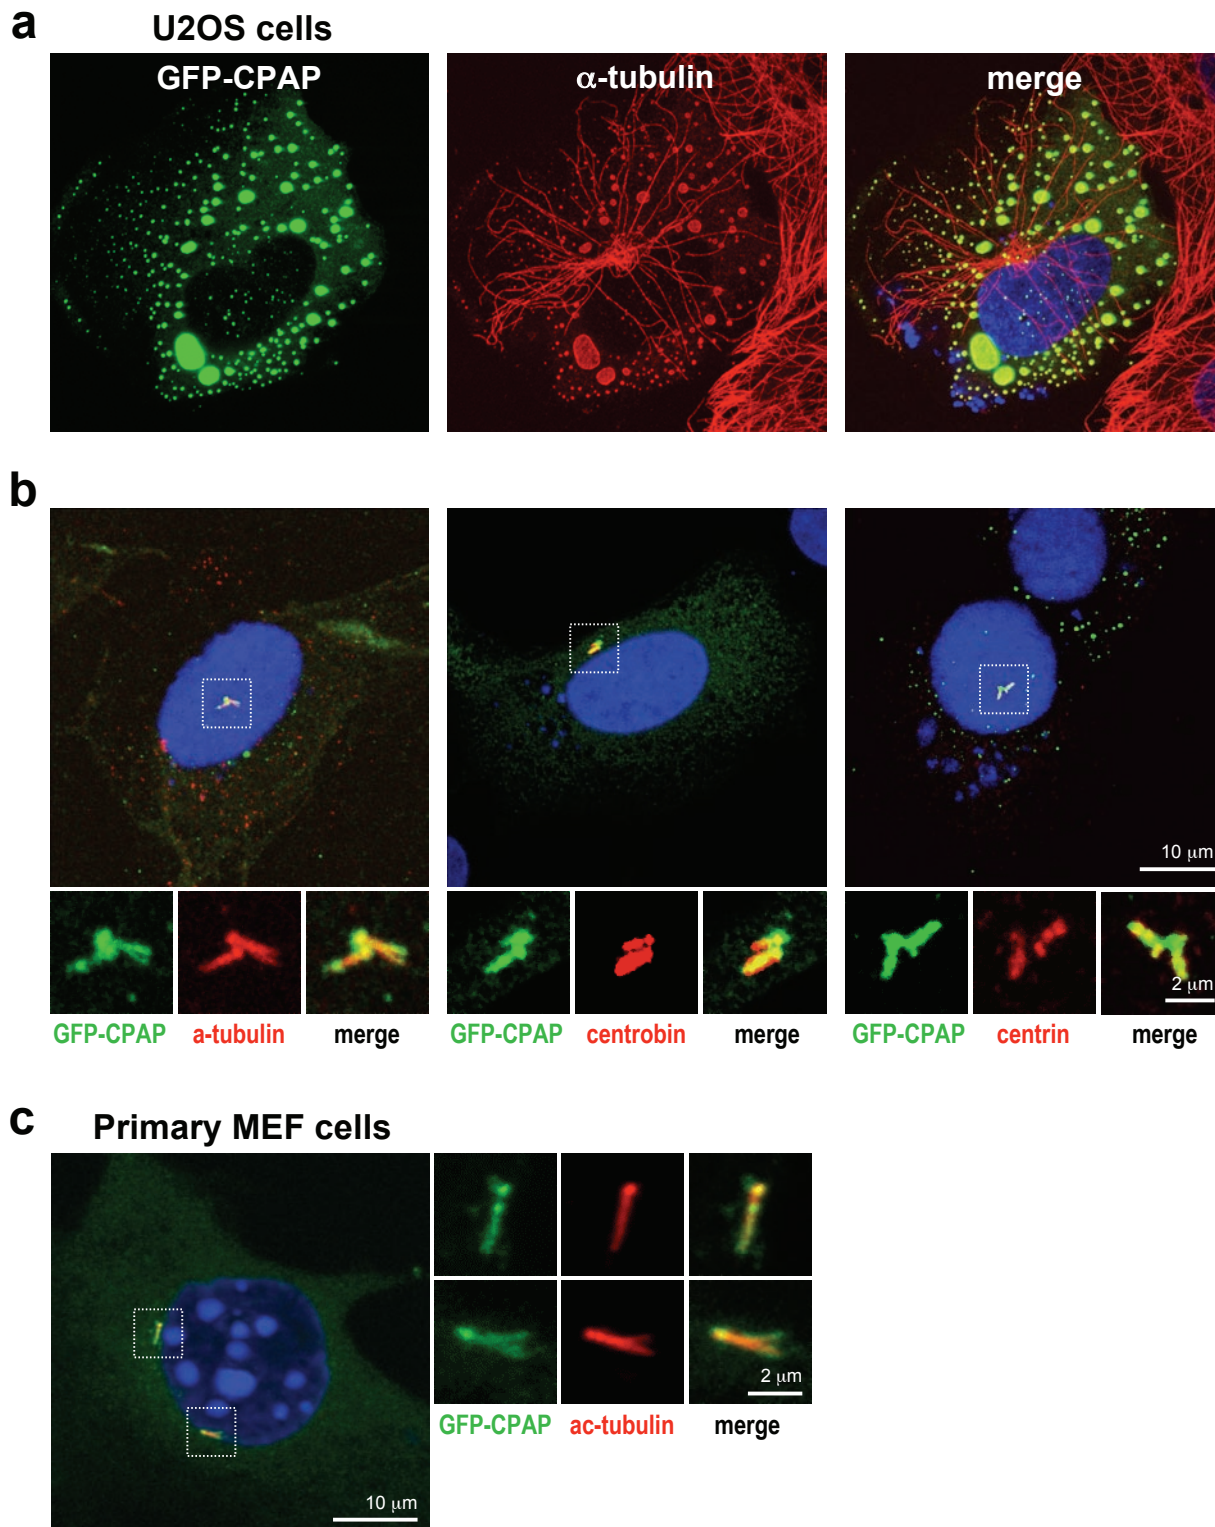 a
U2OS cells
GFP-CPAP
α-tubulin
merge
b
10 μm
2 μm
GFP-CPAP
a-tubulin
merge
GFP-CPAP
centrobin
merge
GFP-CPAP
centrin
merge
c
Primary MEF cells
2 μm
GFP-CPAP
ac-tubulin
merge
10 μm